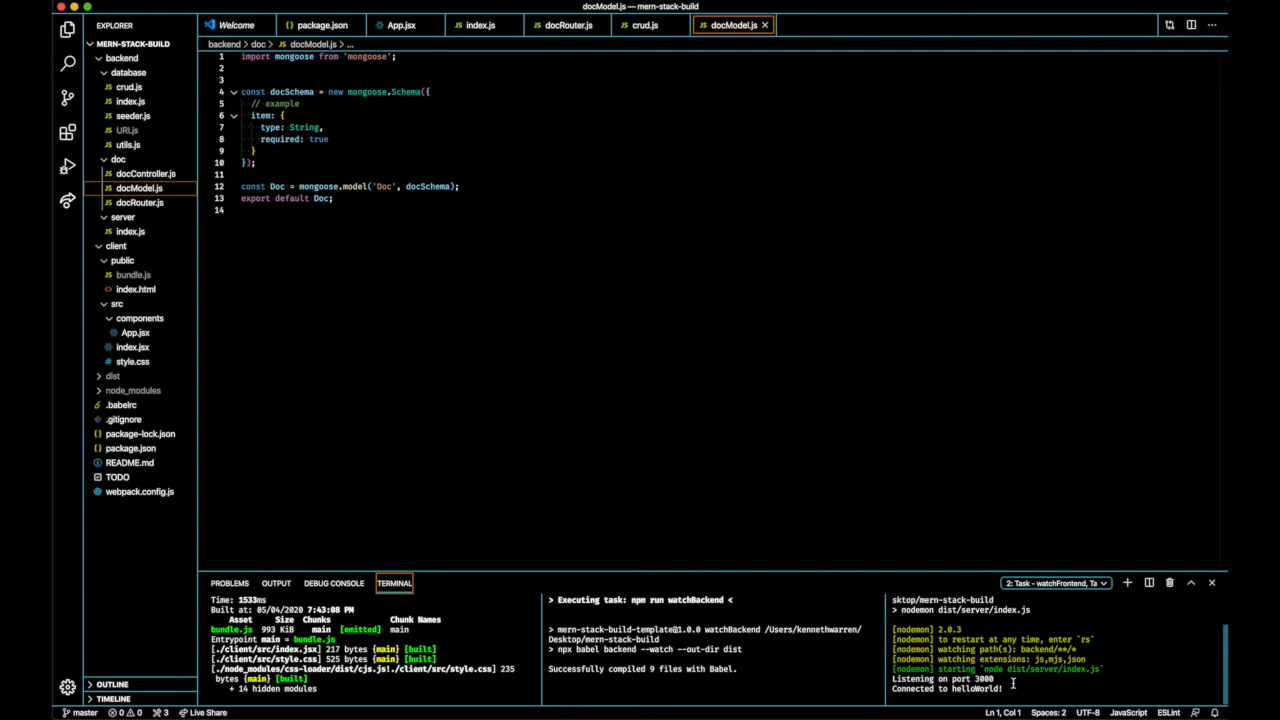 docModel.js — mern-stack-build
EXPLORER
Welcome
package.json
App.jsx
index.js
docRouter.js
crud.js
docModel.js
MERN-STACK-BUILD
backend
database
crud.js
index.js
seeder.js
URI.js
utils.js
doc
docController.js
docModel.js
docRouter.js
server
index.js
client
public
bundle.js
index.html
src
components
App.jsx
index.jsx
style.css
dist
node_modules
.babelrc
.gitignore
package-lock.json
package.json
README.md
TODO
webpack.config.js
OUTLINE
TIMELINE
backend > doc > docModel.js > ...
1 import mongoose from 'mongoose';
2
3
4 const docSchema = new mongoose.Schema({
5 // example
6 item: {
7 type: String,
8 required: true
9 }
10 });
11
12 const Doc = mongoose.model('Doc', docSchema);
13 export default Doc;
14
PROBLEMS OUTPUT DEBUG CONSOLE TERMINAL
2: Task - watchFrontend, Ta
Time: 1533ms
Built at: 05/04/2020 7:43:08 PM
Asset Size Chunks Chunk Names
bundle.js 993 KiB main [emitted] main
Entrypoint main = bundle.js
[./client/src/index.jsx] 217 bytes {main} [built]
[./client/src/style.css] 525 bytes {main} [built]
[./node_modules/css-loader/dist/cjs.js!./client/src/style.css] 235
bytes {main} [built]
+ 14 hidden modules
> Executing task: npm run watchBackend <
> mern-stack-build-template@1.0.0 watchBackend /Users/kennethwarren/
Desktop/mern-stack-build
> npx babel backend --watch --out-dir dist
Successfully compiled 9 files with Babel.
sktop/mern-stack-build
> nodemon dist/server/index.js
[nodemon] 2.0.3
[nodemon] to restart at any time, enter `rs`
[nodemon] watching path(s): backend/**/*
[nodemon] watching extensions: js,mjs,json
[nodemon] starting `node dist/server/index.js`
Listening on port 3000
Connected to helloWorld!
master 0 0 3 Live Share
Ln 1, Col 1 Spaces: 2 UTF-8 JavaScript ESLint